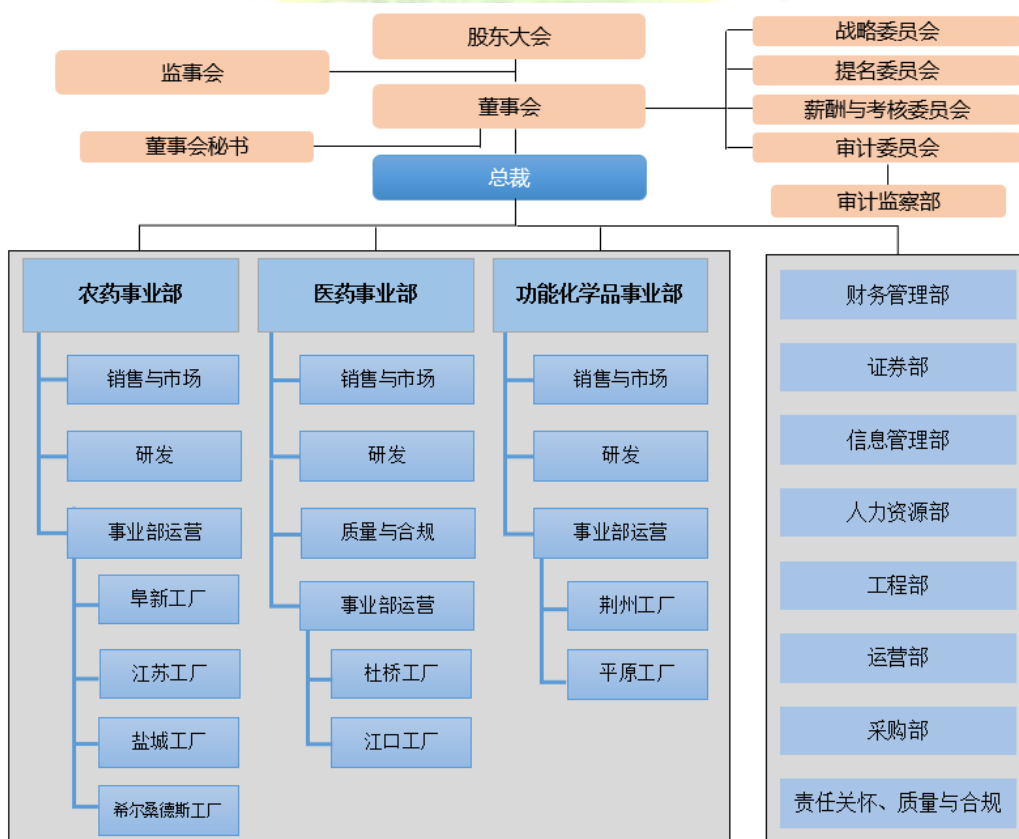 股东大会
监事会
董事会
董事会秘书
总裁
战略委员会
提名委员会
薪酬与考核委员会
审计委员会
审计监察部
农药事业部
销售与市场
研发
事业部运营
阜新工厂
江苏工厂
盐城工厂
希尔桑德斯工厂
医药事业部
销售与市场
研发
质量与合规
事业部运营
杜桥工厂
江口工厂
功能化学品事业部
销售与市场
研发
事业部运营
荆州工厂
平原工厂
财务管理部
证券部
信息管理部
人力资源部
工程部
运营部
采购部
责任关怀、质量与合规